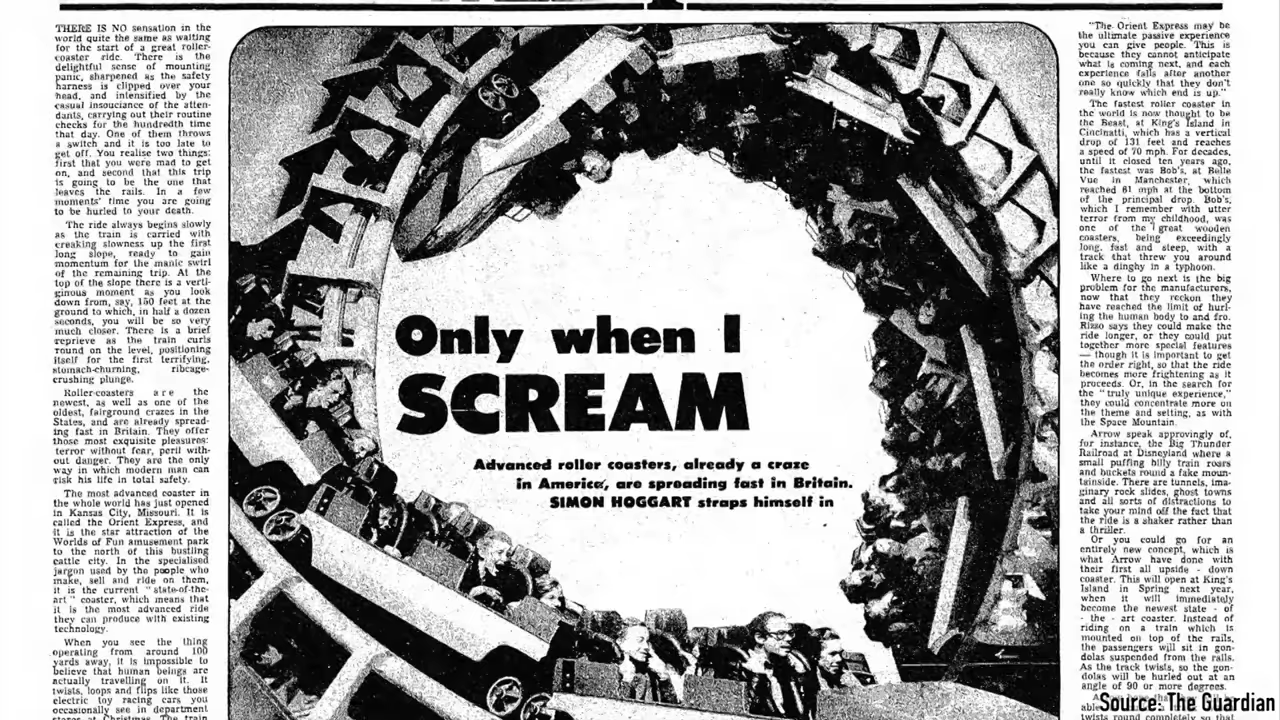 THERE IS NO sensation in the
world quite the same as waiting
for the start of a great roller-
coaster ride. There is the
delightful sense of mounting
panic, sharpened as the safety
harness is clipped over your
head, and intensified by the
casual insouciance of the atten-
dants, carrying out their routine
checks for the hundredth time
that day. One of them throws
a switch and it is too late to
get off. You realise two things:
first that you were mad to get
on, and second that this trip
is going to be the one that
leaves the rails. In a few
moments' time you are going
to be hurled to your death.
The ride always begins slowly
as the train is carried with
creaking slowness up the first
long slope, ready to gain
momentum for the manic swirl
of the remaining trip. At the
top of the slope there is a verti-
ginous moment as you look
down from, say, 150 feet at the
ground to which, in half a dozen
seconds, you will be so very
much closer. There is a brief
reprieve as the train curls
round on the level, positioning
itself for the first terrifying,
stomach-churning, ribcage-
crushing plunge.
Roller-coasters are the
newest, as well as one of the
oldest, fairground crazes in the
States, and are already spread-
ing fast in Britain. They offer
those most exquisite pleasures:
terror without fear, peril with-
out danger. They are the only
way in which modern man can
risk his life in total safety.
The most advanced coaster in
the whole world has just opened
in Kansas City, Missouri. It is
called the Orient Express, and
it is the star attraction of the
Worlds of Fun amusement park
to the north of this bustling
cattle city. In the specialised
jargon used by the people who
make, sell and ride on them,
it is the current "state-of-the-
art" coaster, which means that
it is the most advanced ride
they can produce with existing
technology.
When you see the thing
operating from around 100
yards away, it is impossible to
believe that human beings are
actually travelling on it. It
twists, loops and flips like those
electric toy racing cars you
occasionally see in department
stores at Christmas. The train
Only when I
SCREAM
Advanced roller coasters, already a craze
in America, are spreading fast in Britain.
SIMON HOGGART straps himself in
"The Orient Express may be
the ultimate passive experience
you can give people. This is
because they cannot anticipate
what is coming next, and each
experience falls after another
one so quickly that they don't
really know which end is up."
The fastest roller coaster in
the world is now thought to be
the Beast, at King's Island in
Cincinatti, which has a vertical
drop of 131 feet and reaches
a speed of 70 mph. For decades,
until it closed ten years ago,
the fastest was Bob's, at Belle
Vue in Manchester, which
reached 61 mph at the bottom
of the principal drop. Bob's,
which I remember with utter
terror from my childhood, was
one of the great wooden
coasters, being exceedingly
long, fast and steep, with a
track that threw you around
like a dinghy in a typhoon.
Where to go next is the big
problem for the manufacturers,
now that they reckon they
have reached the limit of hurl-
ing the human body to and fro.
Rizzo says they could make the
ride longer, or they could put
together more special features
— though it is important to get
the order right, so that the ride
becomes more frightening as it
proceeds. Or, in the search for
the "truly unique experience,"
they could concentrate more on
the theme and setting, as with
the Space Mountain.
Arrow speak approvingly of,
for instance, the Big Thunder
Railroad at Disneyland where a
small puffing billy train roars
and buckets round a fake moun-
tainside. There are tunnels, ima-
ginary rock slides, ghost towns
and all sorts of distractions to
take your mind off the fact that
the ride is a shaker rather than
a thriller.
Or you could go for an
entirely new concept, which is
what Arrow have done with
their first all upside - down
coaster. This will open at King's
Island in Spring next year,
when it will immediately
become the newest state - of
- the - art coaster. Instead of
riding on a train which is
mounted on top of the rails,
the passengers will sit in gon-
dolas suspended from the rails.
As the track twists, so the gon-
dolas will be hurled out at an
angle of 90 or more degrees.
able
twists round completely so that
Source: The Guardian